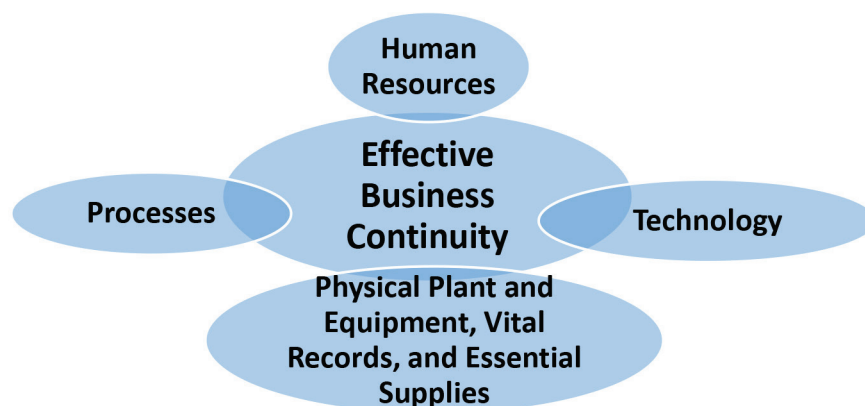 Human
Resources
Effective
Business
Continuity
Processes
Technology
Physical Plant and
Equipment, Vital
Records, and Essential
Supplies